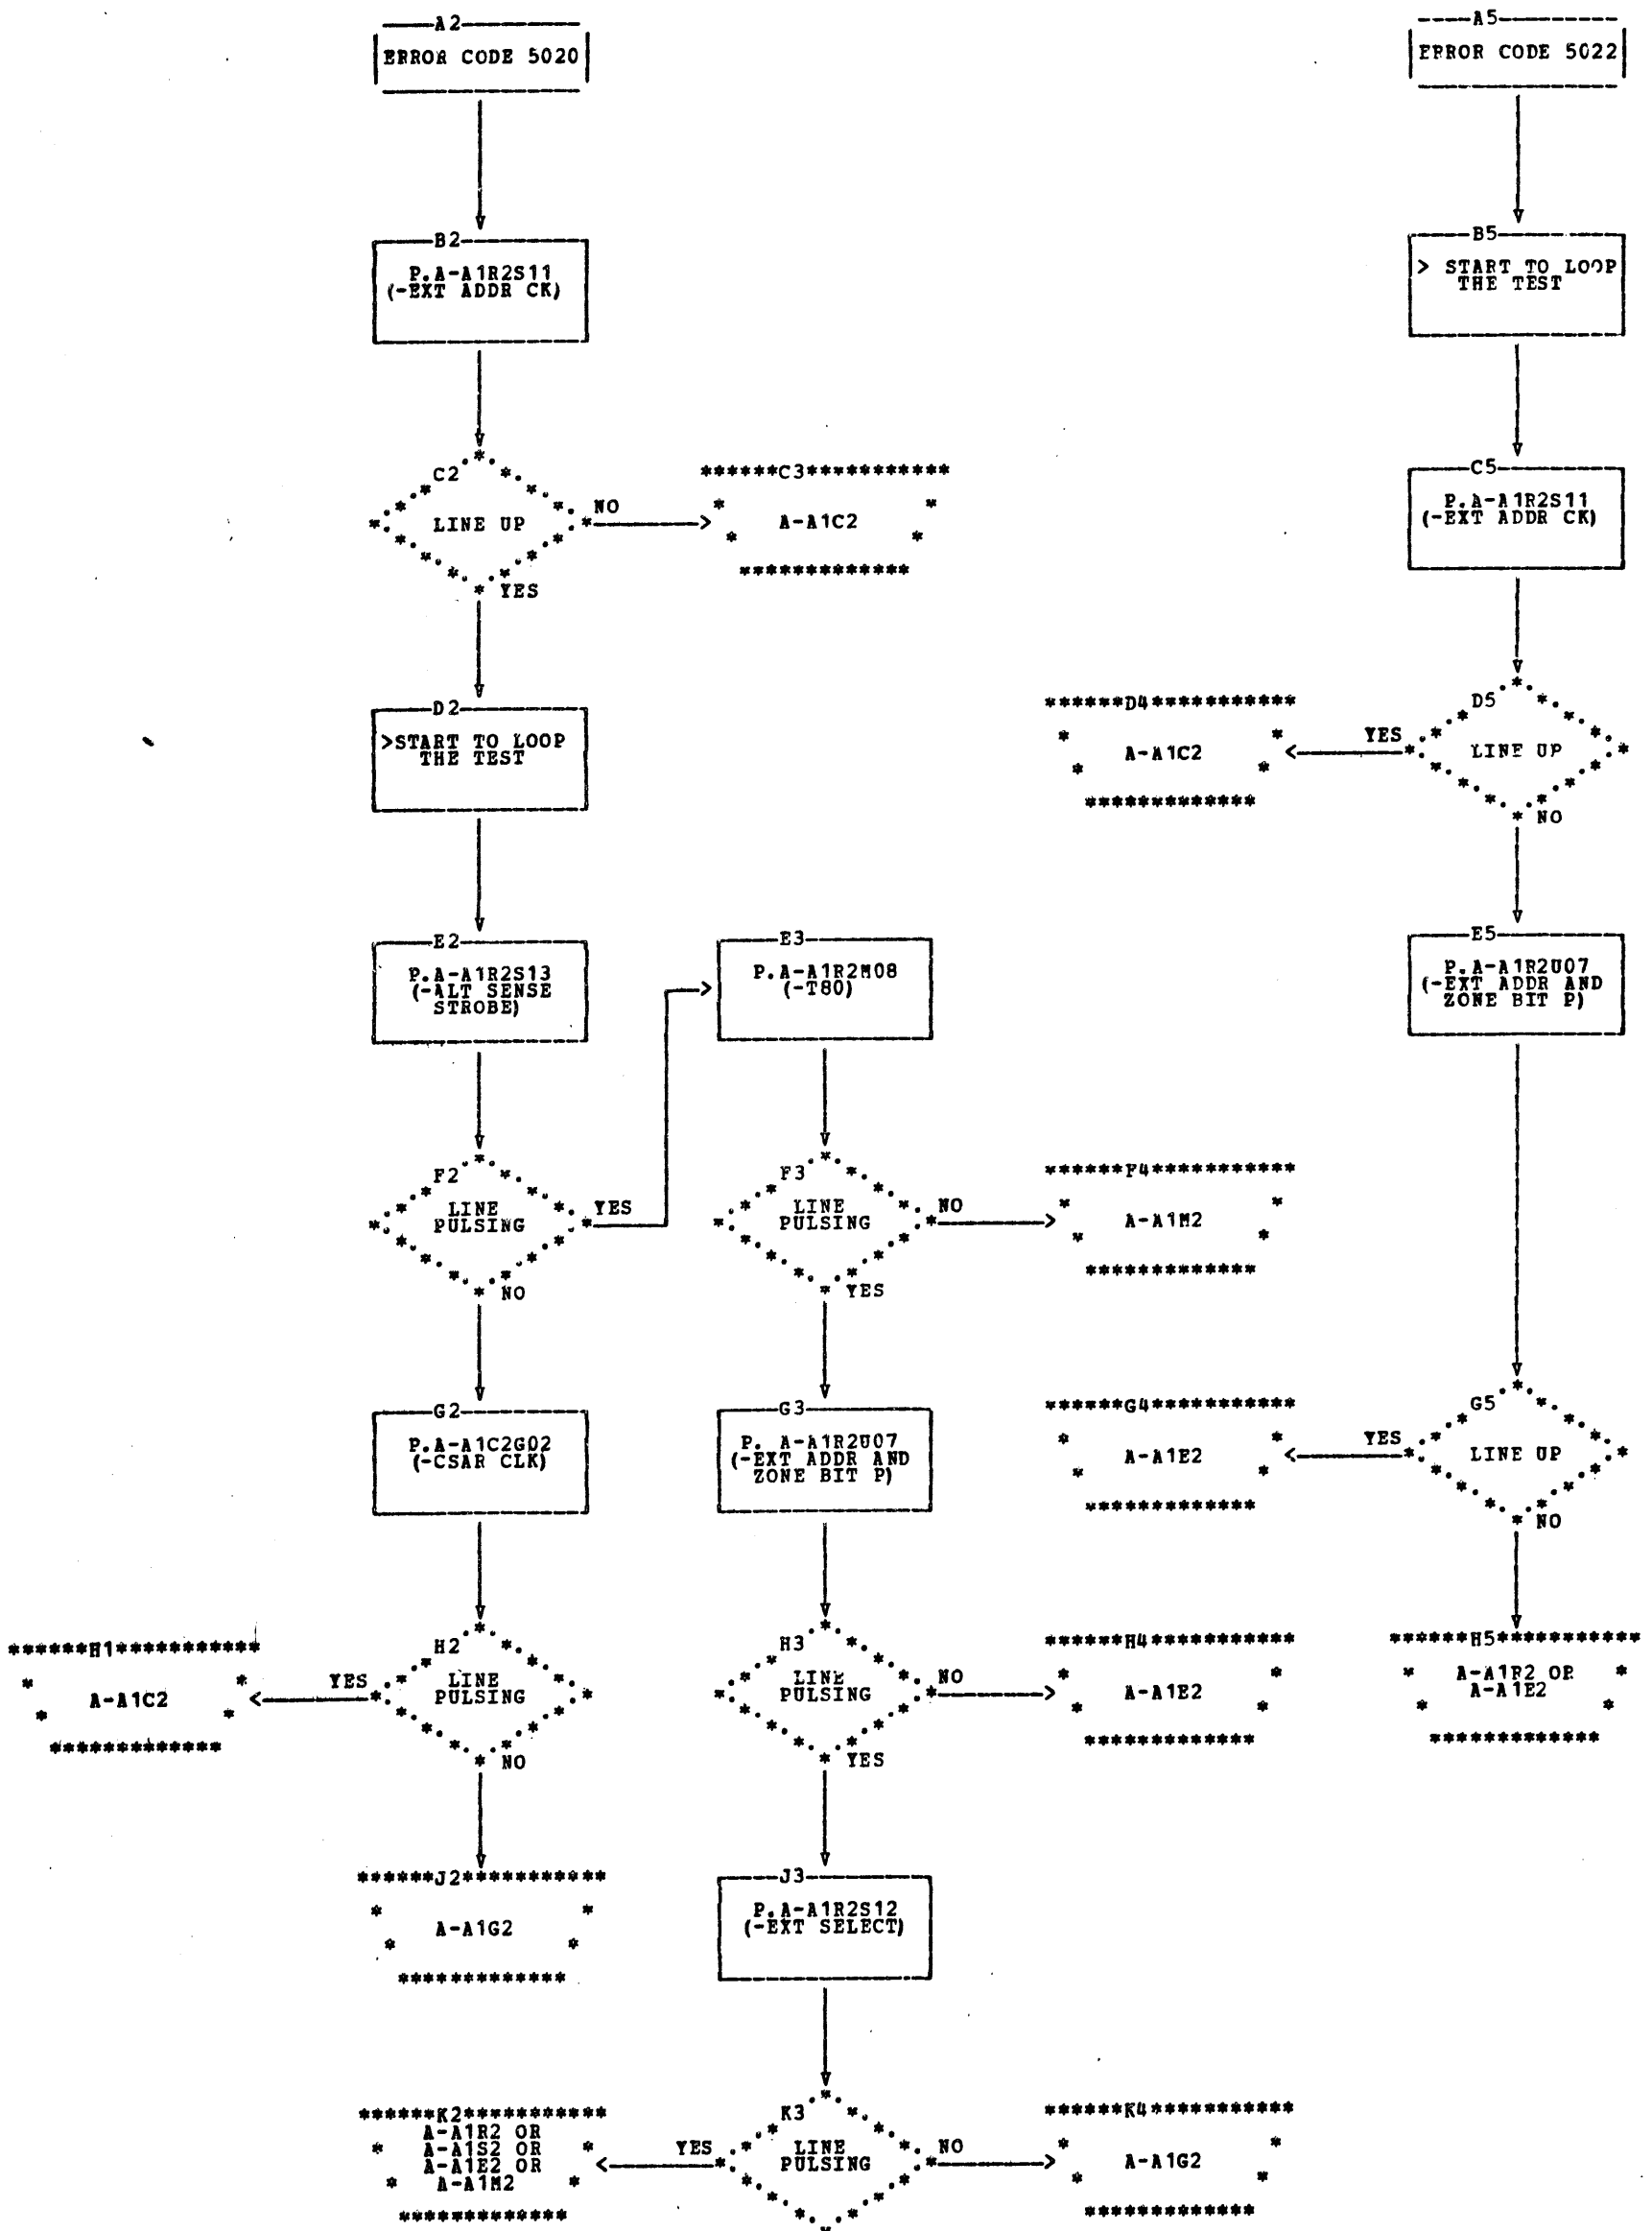 A2
ERROR CODE 5020
B2
P.A-A1R2S11
(-EXT ADDR CK)
C2
LINE UP
NO
YES
C3
A-A1C2
D2
>START TO LOOP
THE TEST
E2
P.A-A1R2S13
(-ALT SENSE
STROBE)
F2
LINE
PULSING
YES
NO
G2
P.A-A1C2G02
(-CSAR CLK)
H2
LINE
PULSING
YES
NO
H1
A-A1C2
J2
A-A1G2
E3
P.A-A1R2M08
(-T80)
F3
LINE
PULSING
NO
YES
F4
A-A1M2
G3
P. A-A1R2U07
(-EXT ADDR AND
ZONE BIT P)
H3
LINE
PULSING
NO
YES
H4
A-A1E2
J3
P.A-A1R2S12
(-EXT SELECT)
K3
LINE
PULSING
YES
NO
K2
A-A1R2 OR
A-A1S2 OR
A-A1E2 OR
A-A1M2
K4
A-A1G2
A5
ERROR CODE 5022
B5
> START TO LOOP
THE TEST
C5
P.A-A1R2S11
(-EXT ADDR CK)
D5
LINE UP
YES
NO
D4
A-A1C2
E5
P.A-A1R2U07
(-EXT ADDR AND
ZONE BIT P)
G5
LINE UP
YES
NO
G4
A-A1E2
H5
A-A1R2 OR
A-A1E2